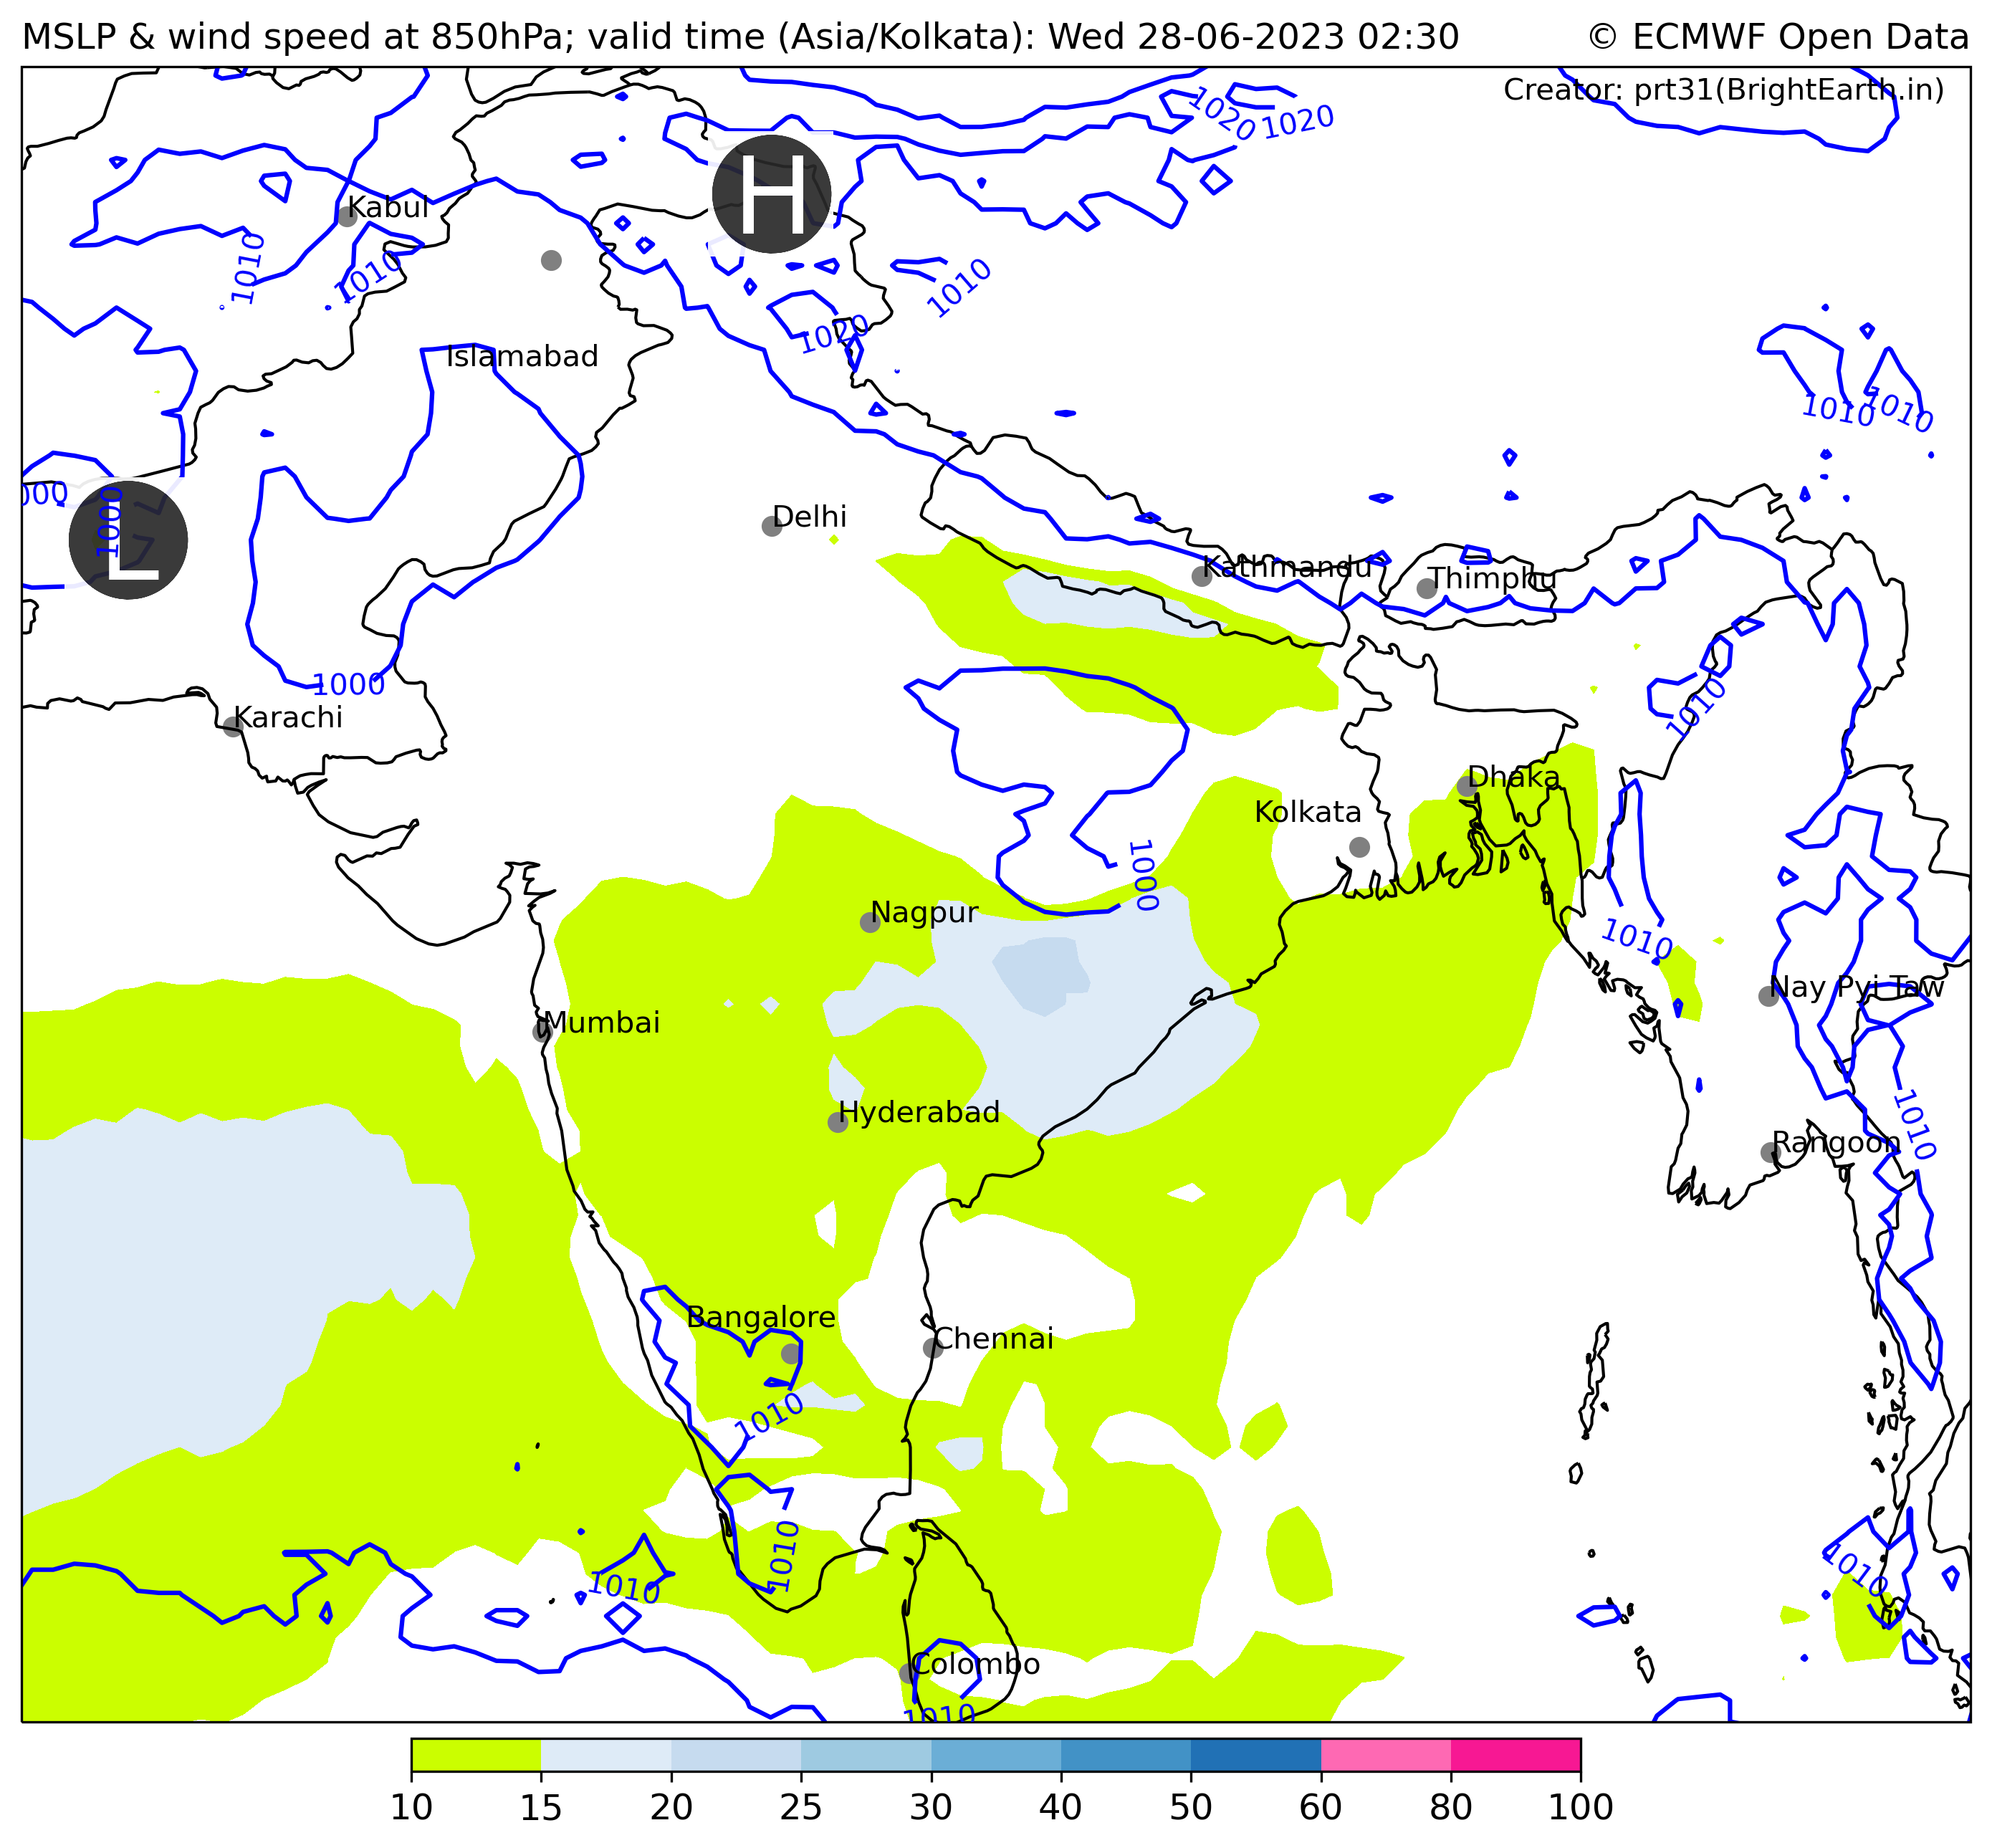 MSLP & wind speed at 850hPa; valid time (Asia/Kolkata): Wed 28-06-2023 02:30
© ECMWF Open Data
Creator: prt31(BrightEarth.in)
1020
1020
H
Kabul
1010
1010
1010
1020
Islamabad
1010
1010
000
1000
L
Delhi
Kathmandu
Thimphu
1000
1010
Karachi
Dhaka
Kolkata
1000
Nagpur
1010
Nay Pyi Taw
Mumbai
Hyderabad
1010
Rangoon
Bangalore
Chennai
1010
1010
1010
1010
Colombo
1010
10 15 20 25 30 40 50 60 80 100